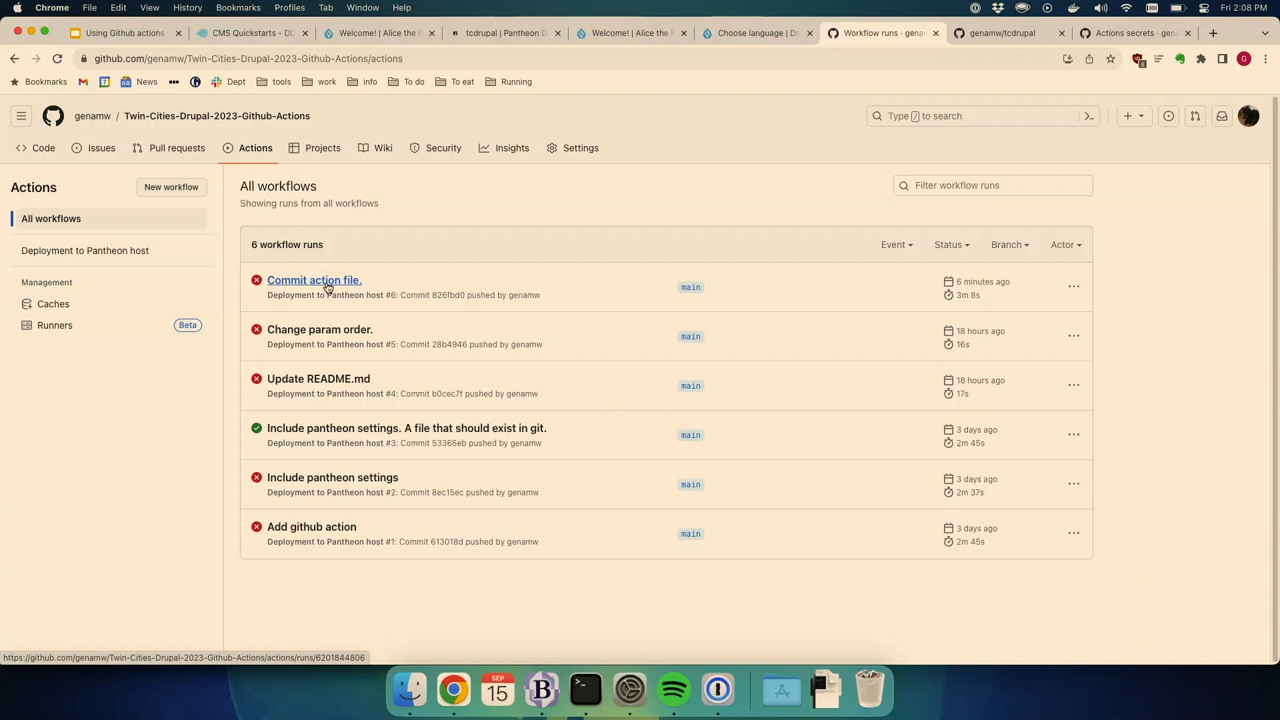 Chrome File Edit View History Bookmarks Profiles Tab Window Help Fri 2:08 PM
Using Github actions CMS Quickstarts - DD Welcome! | Alice the P tcdrupal | Pantheon D Welcome! | Alice the P Choose language | Dr Workflow runs · genam genamw/tcdrupal Actions secrets · gena
github.com/genamw/Twin-Cities-Drupal-2023-Github-Actions/actions
G
Bookmarks News Dept tools work info To do To eat Running
genamw / Twin-Cities-Drupal-2023-Github-Actions
Type / to search
Code Issues Pull requests Actions Projects Wiki Security Insights Settings
Actions
New workflow
All workflows
Deployment to Pantheon host
Management
Caches
Runners Beta
All workflows
Showing runs from all workflows
Filter workflow runs
6 workflow runs Event Status Branch Actor
Commit action file.
Deployment to Pantheon host #6: Commit 826fbd0 pushed by genamw
main
6 minutes ago
3m 8s
Change param order.
Deployment to Pantheon host #5: Commit 28b4946 pushed by genamw
main
18 hours ago
16s
Update README.md
Deployment to Pantheon host #4: Commit b0cec7f pushed by genamw
main
18 hours ago
17s
Include pantheon settings. A file that should exist in git.
Deployment to Pantheon host #3: Commit 53365eb pushed by genamw
main
3 days ago
2m 45s
Include pantheon settings
Deployment to Pantheon host #2: Commit 8ec15ec pushed by genamw
main
3 days ago
2m 37s
Add github action
Deployment to Pantheon host #1: Commit 613018d pushed by genamw
main
3 days ago
2m 45s
https://github.com/genamw/Twin-Cities-Drupal-2023-Github-Actions/actions/runs/6201844806
SEP
15
B